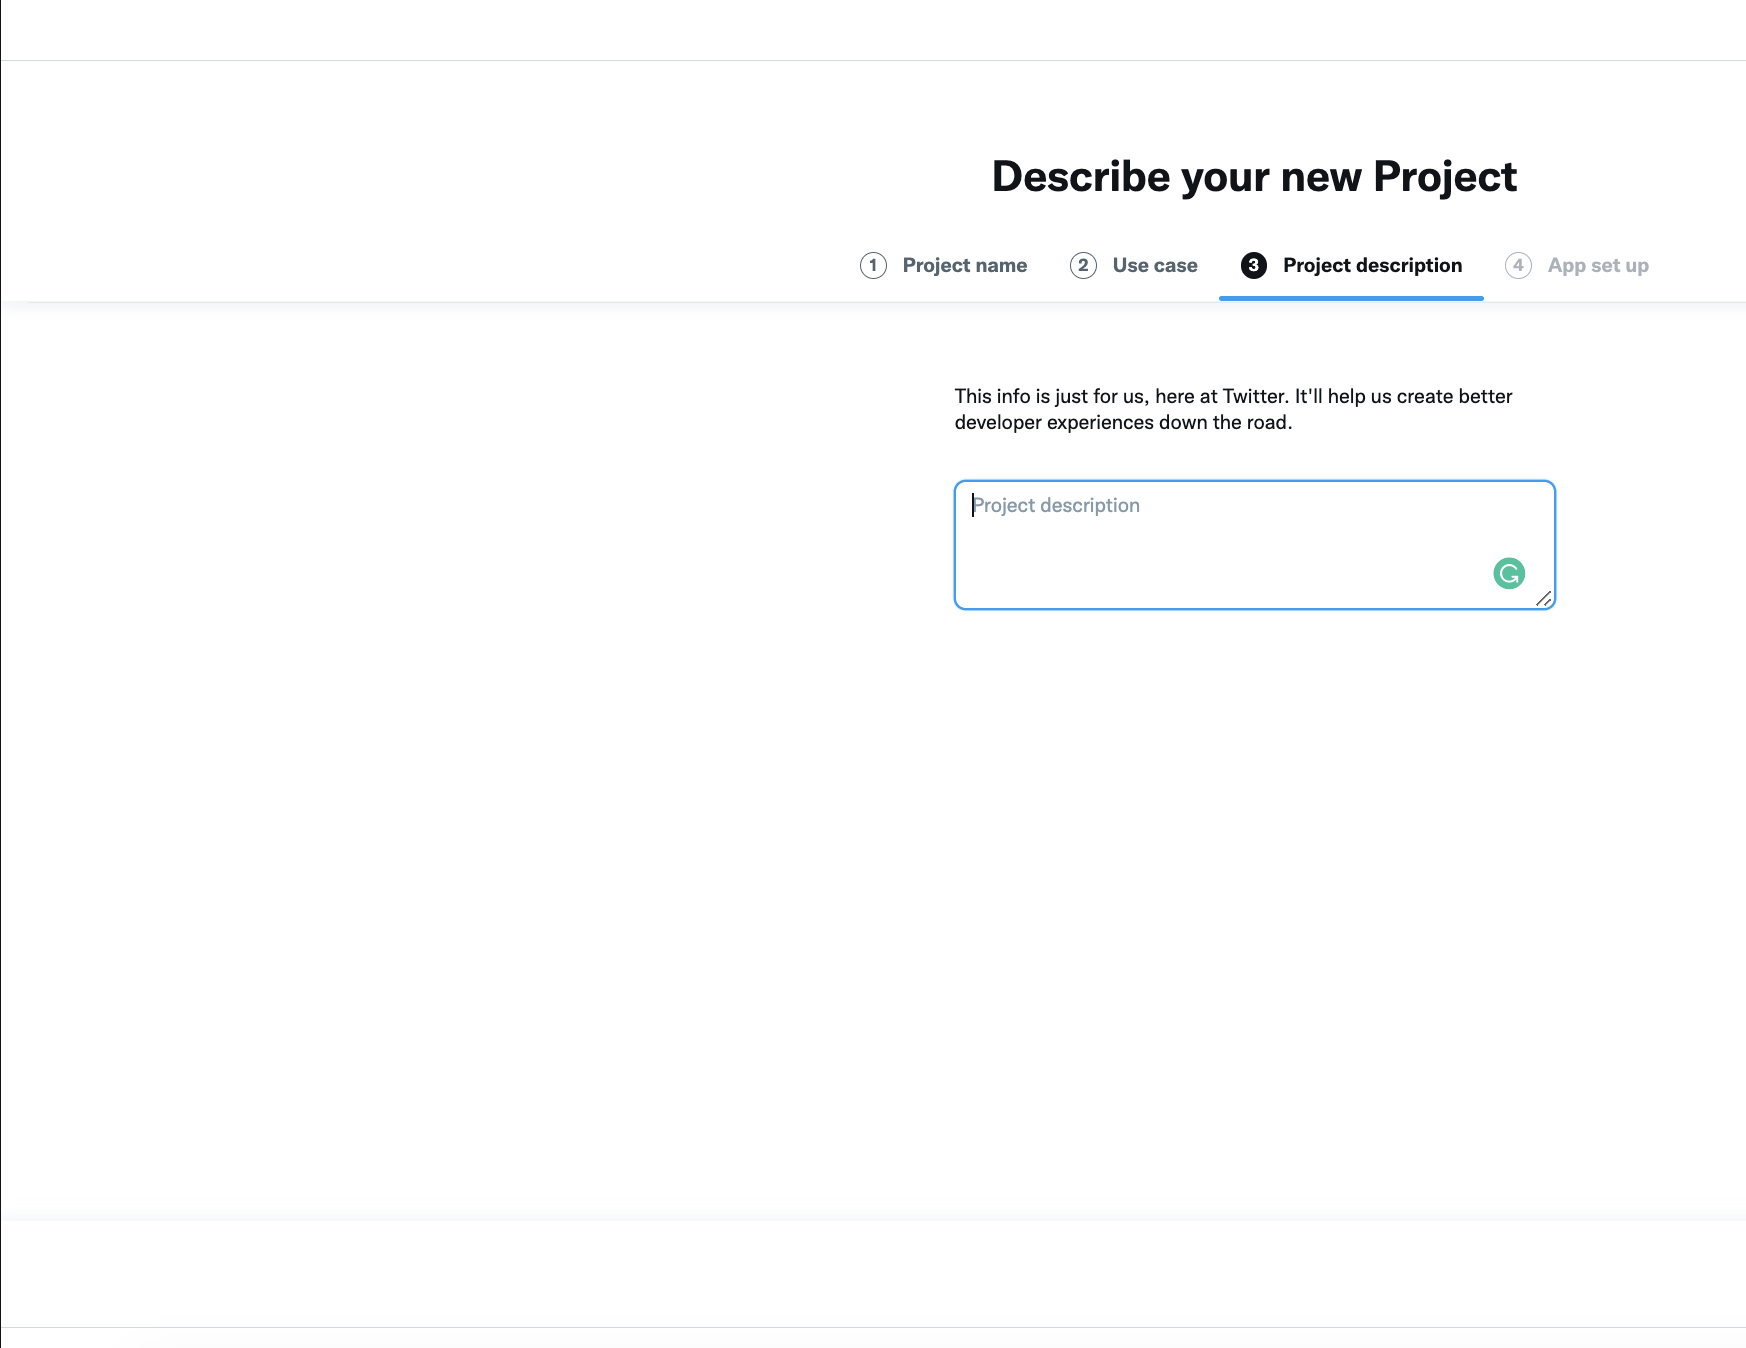 Describe your new Project
1 Project name 2 Use case 3 Project description 4 App set up
This info is just for us, here at Twitter. It'll help us create better
developer experiences down the road.
Project description